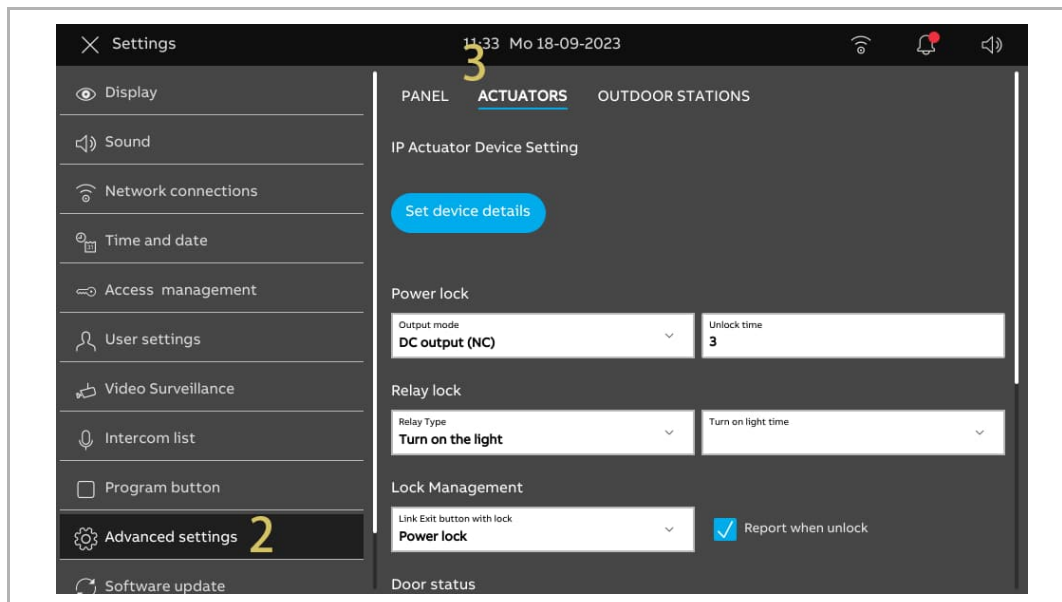 Settings
11:33 Mo 18-09-2023
3
Display
Sound
Network connections
Time and date
Access management
User settings
Video Surveillance
Intercom list
Program button
Advanced settings 2
Software update
PANEL ACTUATORS OUTDOOR STATIONS
IP Actuator Device Setting
Set device details
Power lock
Output mode
DC output (NC)
Unlock time
3
Relay lock
Relay Type
Turn on the light
Turn on light time
Lock Management
Link Exit button with lock
Power lock
Report when unlock
Door status